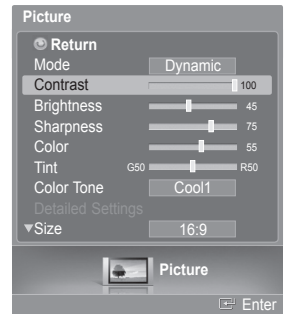 Picture
Return
Mode Dynamic
Contrast 100
Brightness 45
Sharpness 75
Color 55
Tint G50 R50
Color Tone Cool1
Detailed Settings
▼Size 16:9
Picture
Enter